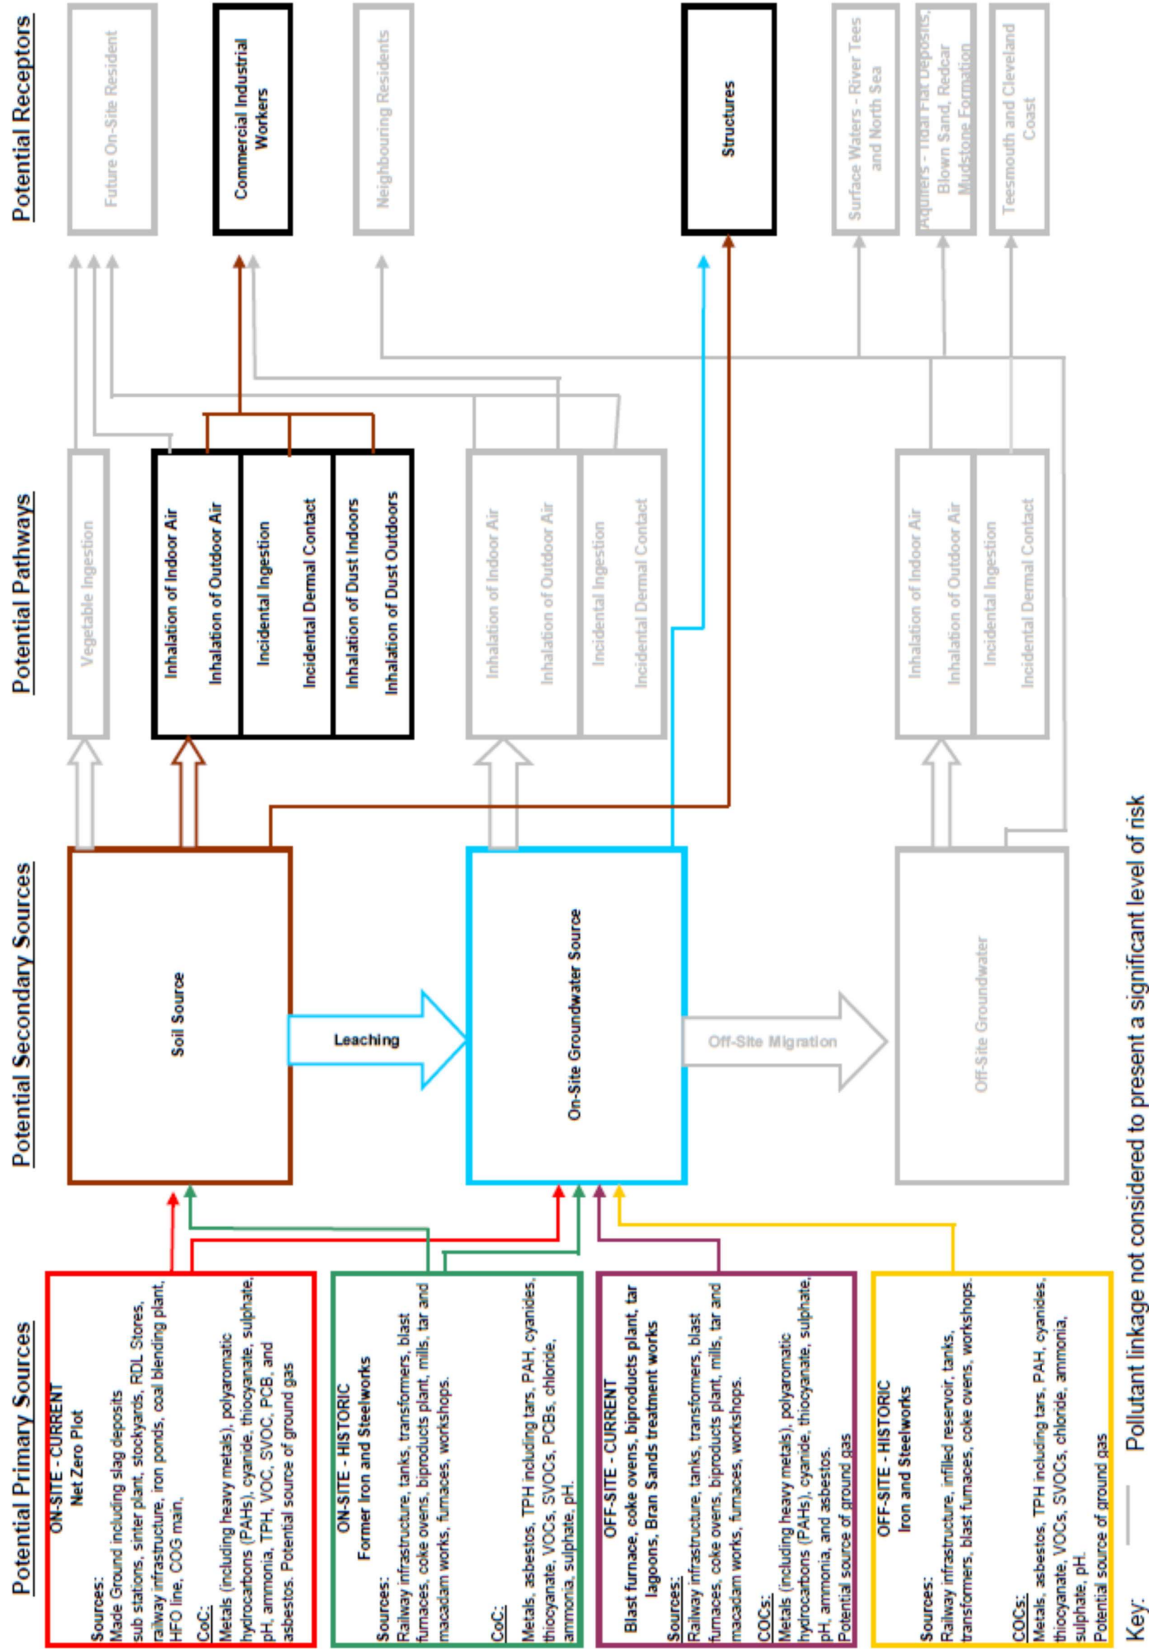 Potential Primary Sources
ON-SITE - CURRENT
Net Zero Plot
Sources:
Made Ground including slag deposits
sub stations, sinter plant, stockyards, RDL Stores,
railway infrastructure, iron ponds, coal blending plant,
HFO line, COG main,
CoC:
Metals (including heavy metals), polyaromatic
hydrocarbons (PAHs), cyanide, thiocyanate, sulphate,
pH, ammonia, TPH, VOC, SVOC, PCB, and
asbestos. Potential source of ground gas
ON-SITE - HISTORIC
Former Iron and Steelworks
Sources:
Railway infrastructure, tanks, transformers, blast
furnaces, coke ovens, biproducts plant, mills, tar and
macadam works, furnaces, workshops.
CoC:
Metals, asbestos, TPH including tars, PAH, cyanides,
thiocyanate, VOCs, SVOCs, PCBs, chloride,
ammonia, sulphate, pH.
OFF-SITE - CURRENT
Blast furnace, coke ovens, biproducts plant, tar
lagoons, Bran Sands treatment works
Sources:
Railway infrastructure, tanks, transformers, blast
furnaces, coke ovens, biproducts plant, mills, tar and
macadam works, furnaces, workshops.
COCs:
Metals (including heavy metals), polyaromatic
hydrocarbons (PAHs), cyanide, thiocyanate, sulphate,
pH, ammonia, and asbestos.
Potential source of ground gas
OFF-SITE - HISTORIC
Iron and Steelworks
Sources:
Railway infrastructure, infilled reservoir, tanks,
transformers, blast furnaces, coke ovens, workshops.
COCs:
Metals, asbestos, TPH including tars, PAH, cyanides,
thiocyanate, VOCs, SVOCs, chloride, ammonia,
sulphate, pH.
Potential source of ground gas
Potential Secondary Sources
Soil Source
Leaching
On-Site Groundwater Source
Off-Site Migration
Off-Site Groundwater
Potential Pathways
Vegetable Ingestion
Inhalation of Indoor Air
Inhalation of Outdoor Air
Incidental Ingestion
Incidental Dermal Contact
Inhalation of Dust Indoors
Inhalation of Dust Outdoors
Inhalation of Indoor Air
Inhalation of Outdoor Air
Incidental Ingestion
Incidental Dermal Contact
Inhalation of Indoor Air
Inhalation of Outdoor Air
Incidental Ingestion
Incidental Dermal Contact
Potential Receptors
Future On-Site Resident
Commercial Industrial
Workers
Neighbouring Residents
Structures
Surface Waters - River Tees
and North Sea
Aquifers - Tidal Flat Deposits,
Blown Sand, Redcar
Mudstone Formation
Teesmouth and Cleveland
Coast
Key:
Pollutant linkage not considered to present a significant level of risk